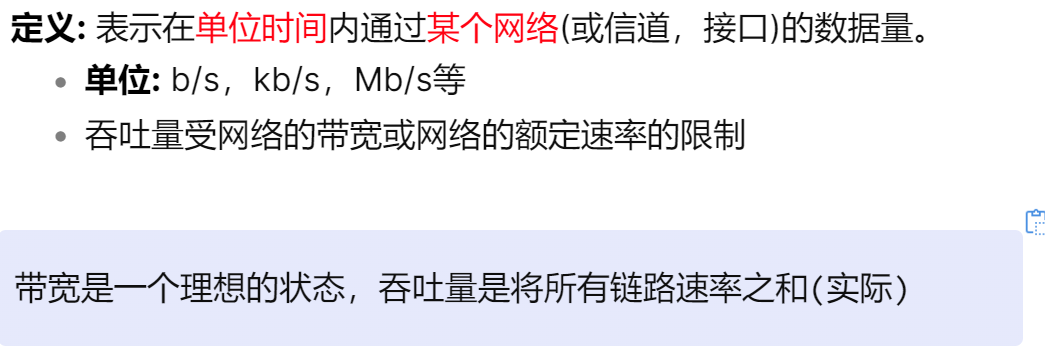 定义: 表示在单位时间内通过某个网络(或信道，接口)的数据量。
单位: b/s，kb/s，Mb/s等
吞吐量受网络的带宽或网络的额定速率的限制
带宽是一个理想的状态，吞吐量是将所有链路速率之和(实际)